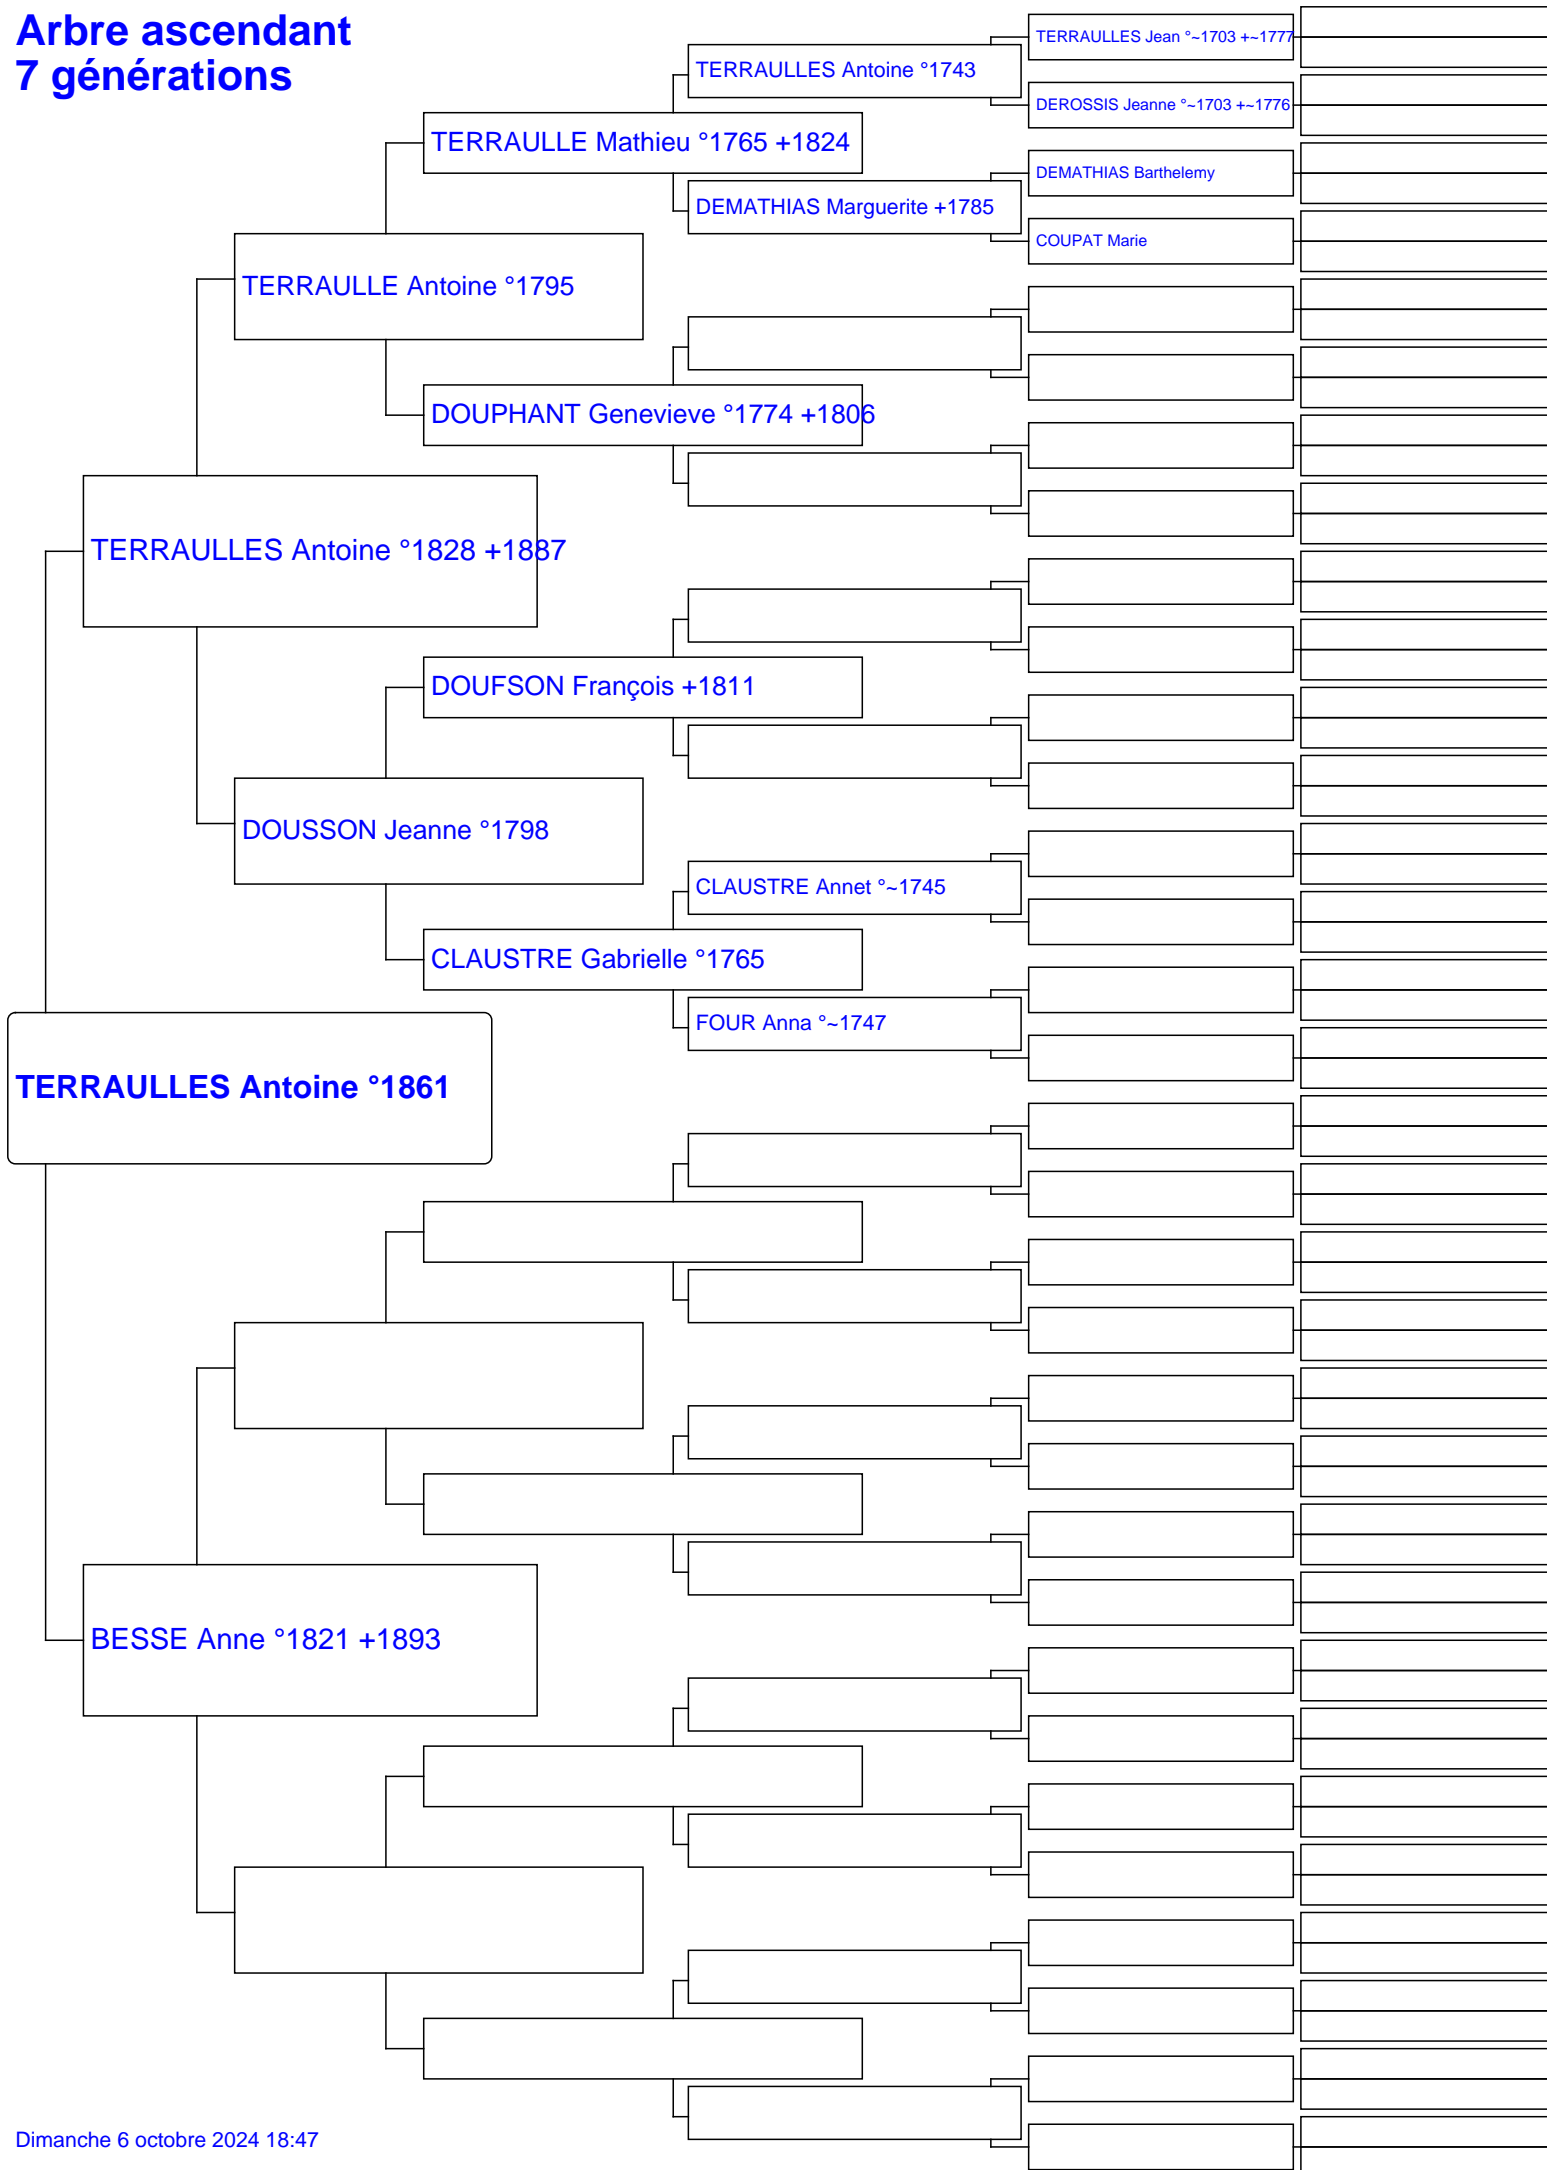 Arbre ascendant
7 générations
TERRAULLES Jean °~1703 +~1777
TERRAULLES Antoine °1743
DEROSSIS Jeanne °~1703 +~1776
TERRAULLE Mathieu °1765 +1824
DEMATHIAS Barthelemy
DEMATHIAS Marguerite +1785
COUPAT Marie
TERRAULLE Antoine °1795
DOUPHANT Genevieve °1774 +1806
TERRAULLES Antoine °1828 +1887
DOUFSON François +1811
DOUSSON Jeanne °1798
CLAUSTRE Annet °~1745
CLAUSTRE Gabrielle °1765
FOUR Anna °~1747
TERRAULLES Antoine °1861
BESSE Anne °1821 +1893
Dimanche 6 octobre 2024 18:47